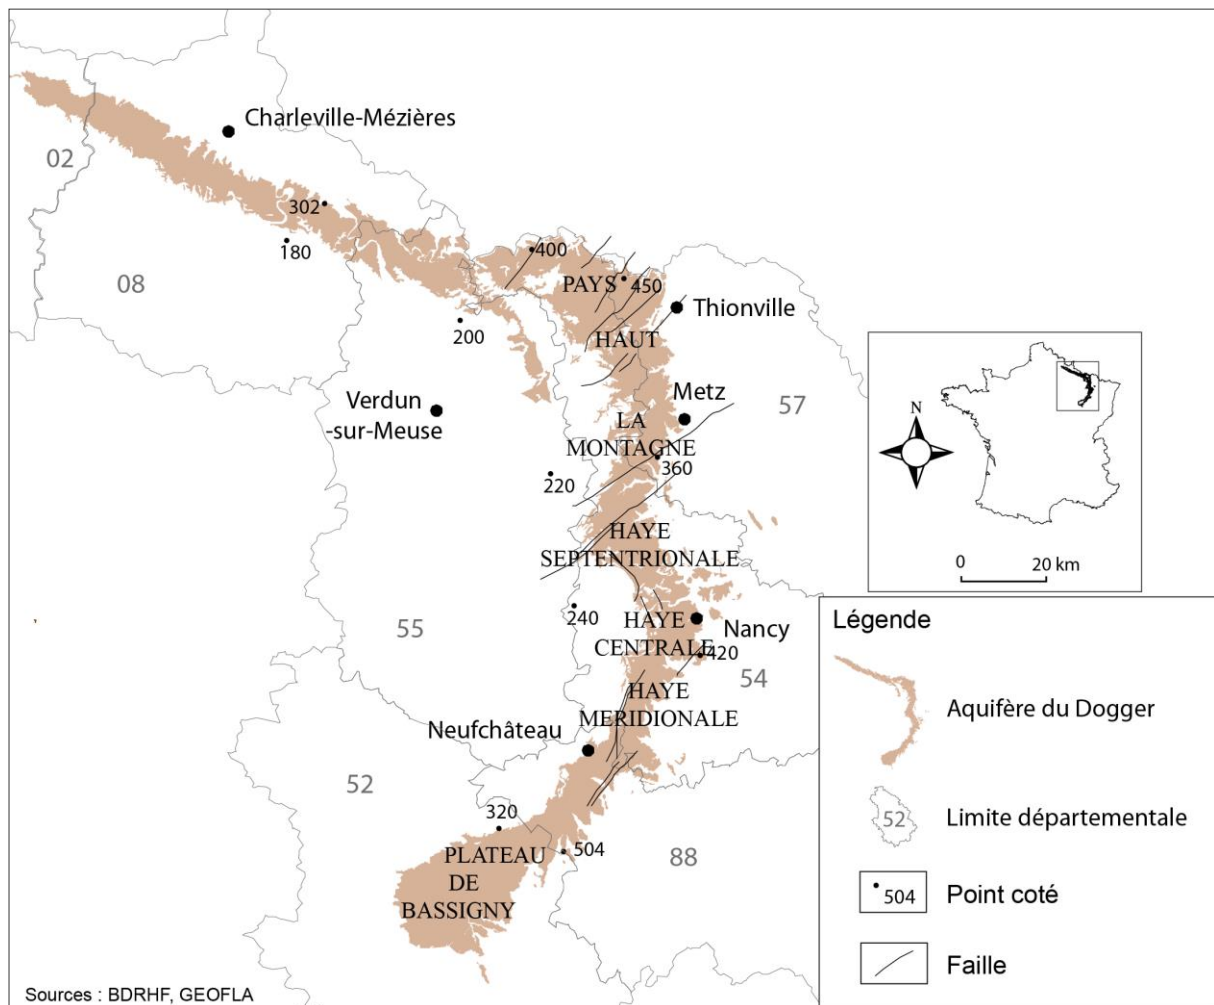 Charleville-Mézières
02
302
180
400
PAYS
450
08
Thionville
200
HAUT
Metz
57
Verdun
-sur-Meuse
LA
MONTAGNE
360
220
HAYE
SEPTENTRIONALE
240
HAYE
CENTRALE
Nancy
420
55
54
HAYE
MERIDIONALE
Neufchâteau
52
320
504
88
PLATEAU
DE
BASSIGNY
N
0 20 km
Légende
Aquifère du Dogger
52
Limite départementale
504
Point coté
Faille
Sources : BDRHF, GEOFLA